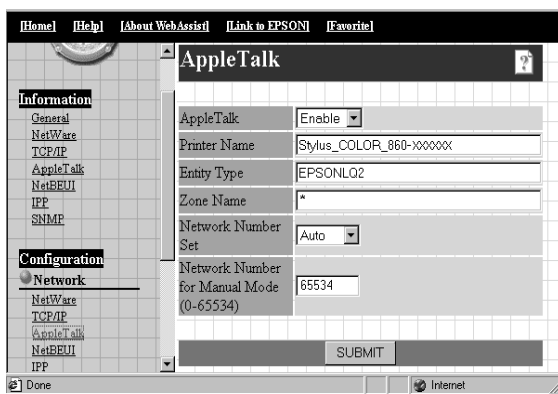 [Home] [Help] [About WebAssist] [Link to EPSON] [Favorite]
Information
General
NetWare
TCP/IP
AppleTalk
NetBEUI
IPP
SNMP
Configuration
Network
NetWare
TCP/IP
AppleTalk
NetBEUI
IPP
AppleTalk
AppleTalk Enable
Printer Name Stylus_COLOR_860-XXXXXX
Entity Type EPSONLQ2
Zone Name *
Network Number
Set Auto
Network Number
for Manual Mode 65534
(0-65534)
SUBMIT
Done Internet